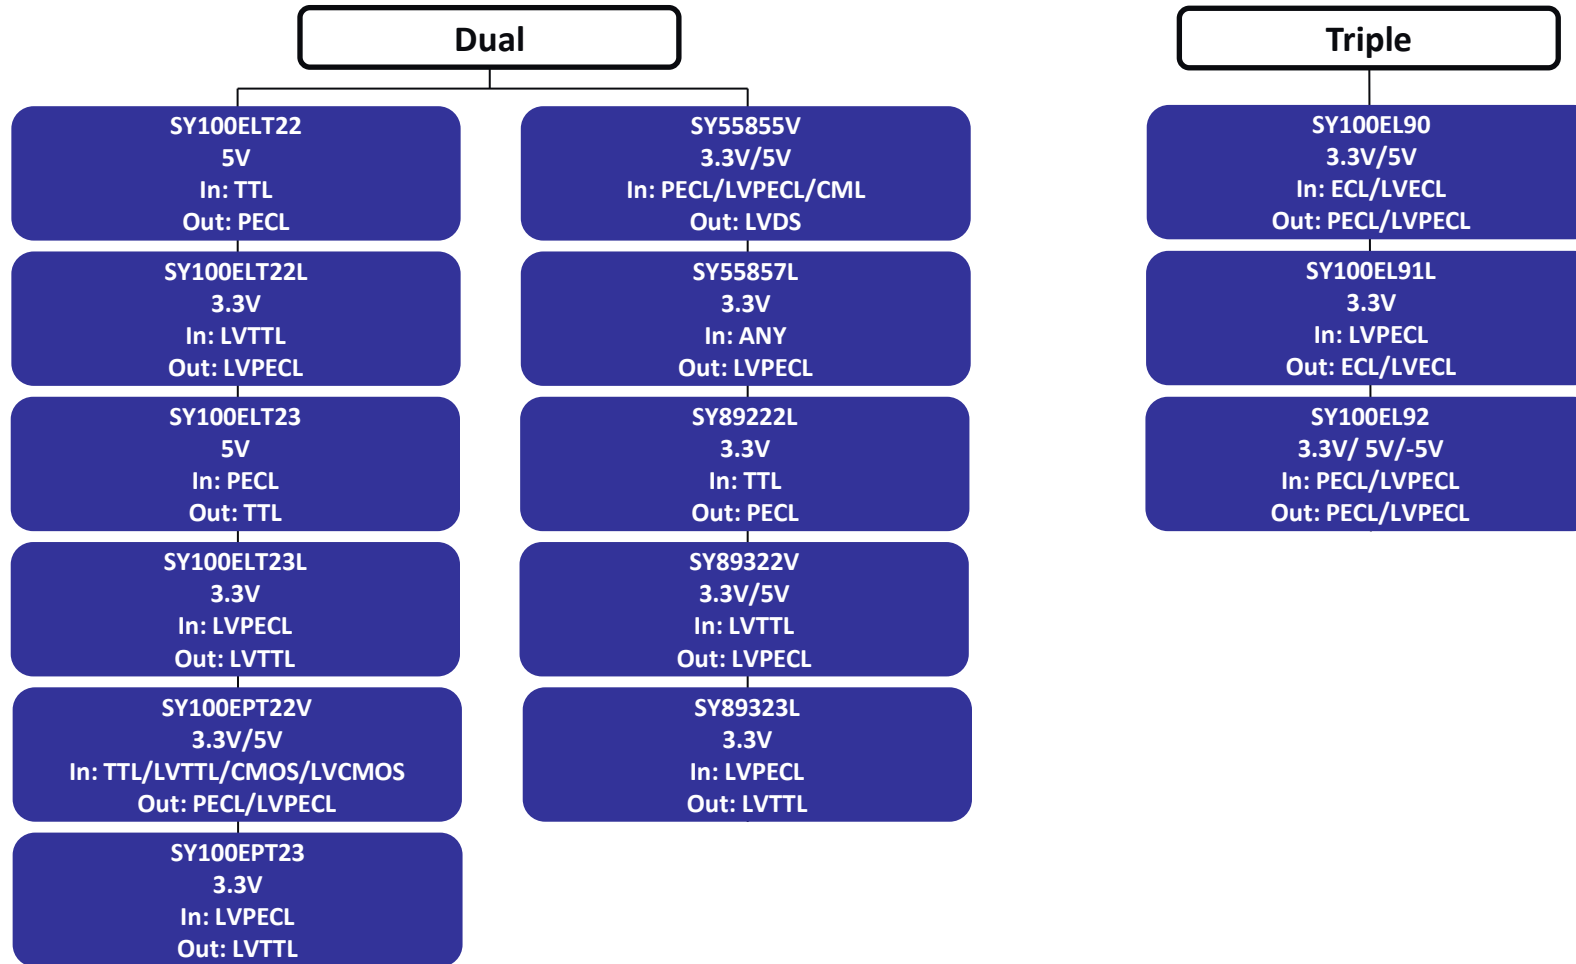 Dual
SY100ELT22
5V
In: TTL
Out: PECL
SY100ELT22L
3.3V
In: LVTTL
Out: LVPECL
SY100ELT23
5V
In: PECL
Out: TTL
SY100ELT23L
3.3V
In: LVPECL
Out: LVTTL
SY100EPT22V
3.3V/5V
In: TTL/LVTTL/CMOS/LVCMOS
Out: PECL/LVPECL
SY100EPT23
3.3V
In: LVPECL
Out: LVTTL
SY55855V
3.3V/5V
In: PECL/LVPECL/CML
Out: LVDS
SY55857L
3.3V
In: ANY
Out: LVPECL
SY89222L
3.3V
In: TTL
Out: PECL
SY89322V
3.3V/5V
In: LVTTL
Out: LVPECL
SY89323L
3.3V
In: LVPECL
Out: LVTTL
Triple
SY100EL90
3.3V/5V
In: ECL/LVECL
Out: PECL/LVPECL
SY100EL91L
3.3V
In: LVPECL
Out: ECL/LVECL
SY100EL92
3.3V/ 5V/-5V
In: PECL/LVPECL
Out: PECL/LVPECL